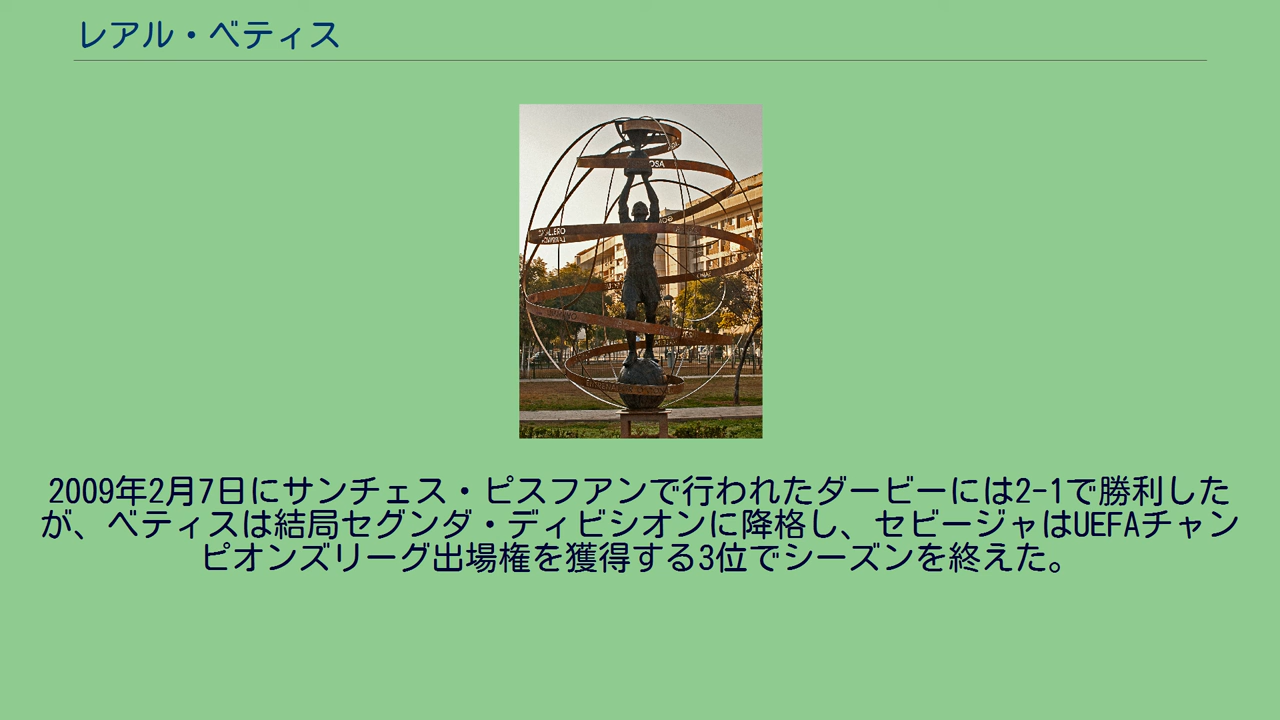 レアル・ベティス
2009年2月7日にサンチェス・ピスフアンで行われたダービーには2-1で勝利した
が、ベティスは結局セグンダ・ディビシオンに降格し、セビージャはUEFAチャン
ピオンズリーグ出場権を獲得する3位でシーズンを終えた。